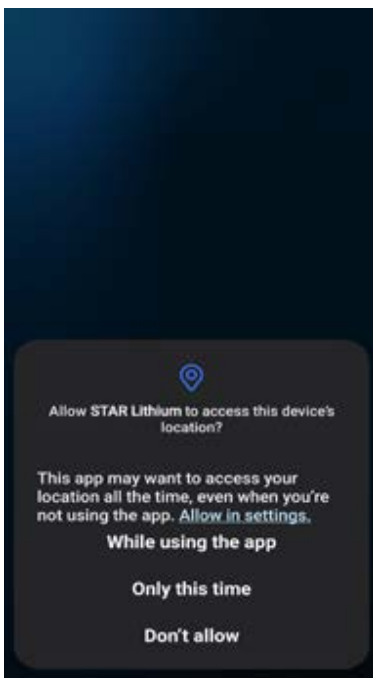 Allow STAR Lithium to access this device's
location?
This app may want to access your
location all the time, even when you're
not using the app. Allow in settings.
While using the app
Only this time
Don't allow